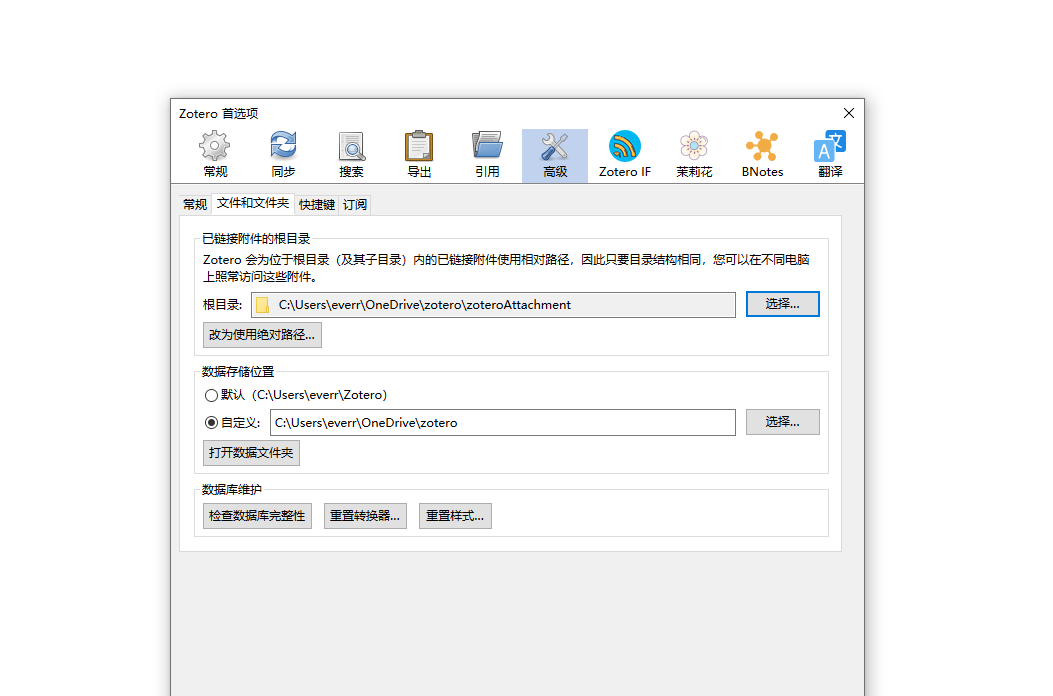 Zotero 首选项
常规 同步 搜索 导出 引用 高级 Zotero IF 茉莉花 BNotes 翻译
常规 文件和文件夹 快捷键 订阅
已链接附件的根目录
Zotero 会为位于根目录（及其子目录）内的已链接附件使用相对路径，因此只要目录结构相同，您可以在不同电脑
上照常访问这些附件。
根目录: C:\Users\everr\OneDrive\zotero\zoteroAttachment 选择...
改为使用绝对路径...
数据存储位置
默认（C:\Users\everr\Zotero）
自定义: C:\Users\everr\OneDrive\zotero 选择...
打开数据文件夹
数据库维护
检查数据库完整性 重置转换器... 重置样式...